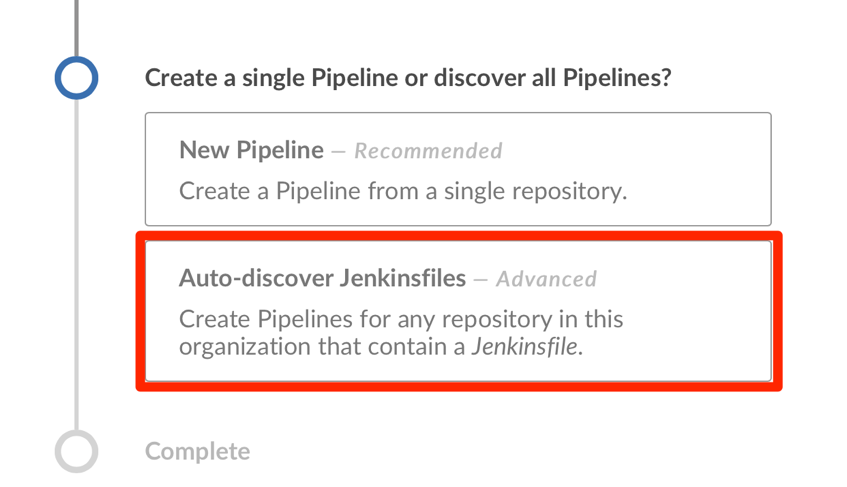 Create a single Pipeline or discover all Pipelines?
New Pipeline — Recommended
Create a Pipeline from a single repository.
Auto-discover Jenkinsfiles — Advanced
Create Pipelines for any repository in this
organization that contain a Jenkinsfile.
Complete